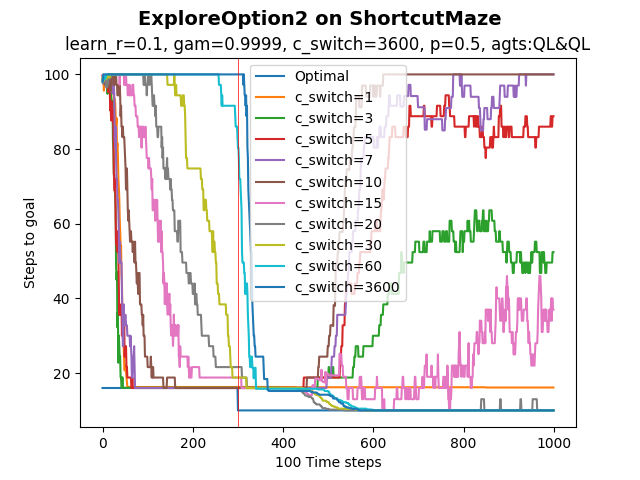 ExploreOption2 on ShortcutMaze
learn_r=0.1, gam=0.9999, c_switch=3600, p=0.5, agts:QL&QL
100
80
60
40
20
Steps to goal
Optimal
c_switch=1
c_switch=3
c_switch=5
c_switch=7
c_switch=10
c_switch=15
c_switch=20
c_switch=30
c_switch=60
c_switch=3600
0 200 400 600 800 1000
100 Time steps